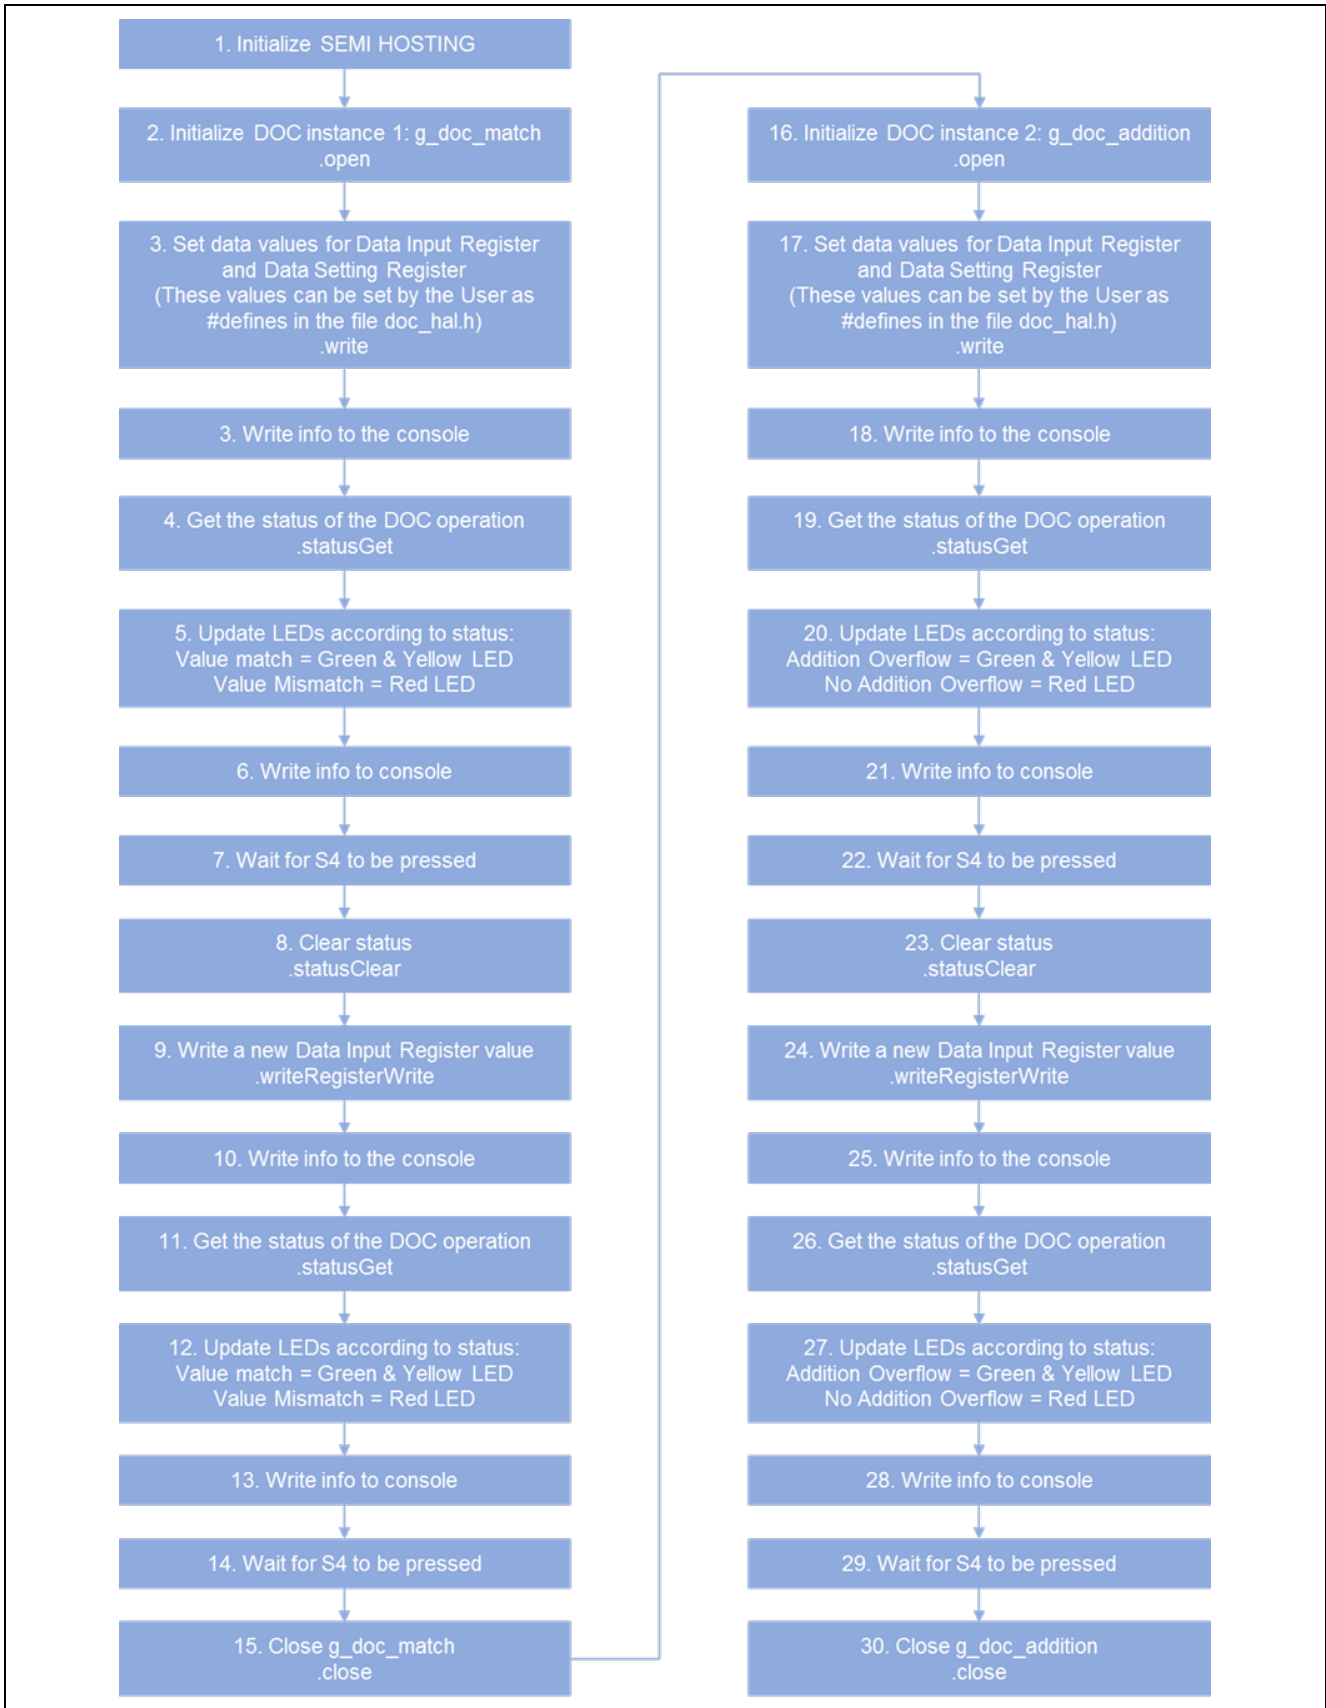 1. Initialize SEMI HOSTING
2. Initialize DOC instance 1: g_doc_match
.open
3. Set data values for Data Input Register
and Data Setting Register
(These values can be set by the User as
#defines in the file doc_hal.h)
.write
3. Write info to the console
4. Get the status of the DOC operation
.statusGet
5. Update LEDs according to status:
Value match = Green & Yellow LED
Value Mismatch = Red LED
6. Write info to console
7. Wait for S4 to be pressed
8. Clear status
.statusClear
9. Write a new Data Input Register value
.writeRegisterWrite
10. Write info to the console
11. Get the status of the DOC operation
.statusGet
12. Update LEDs according to status:
Value match = Green & Yellow LED
Value Mismatch = Red LED
13. Write info to console
14. Wait for S4 to be pressed
15. Close g_doc_match
.close
16. Initialize DOC instance 2: g_doc_addition
.open
17. Set data values for Data Input Register
and Data Setting Register
(These values can be set by the User as
#defines in the file doc_hal.h)
.write
18. Write info to the console
19. Get the status of the DOC operation
.statusGet
20. Update LEDs according to status:
Addition Overflow = Green & Yellow LED
No Addition Overflow = Red LED
21. Write info to console
22. Wait for S4 to be pressed
23. Clear status
.statusClear
24. Write a new Data Input Register value
.writeRegisterWrite
25. Write info to the console
26. Get the status of the DOC operation
.statusGet
27. Update LEDs according to status:
Addition Overflow = Green & Yellow LED
No Addition Overflow = Red LED
28. Write info to console
29. Wait for S4 to be pressed
30. Close g_doc_addition
.close